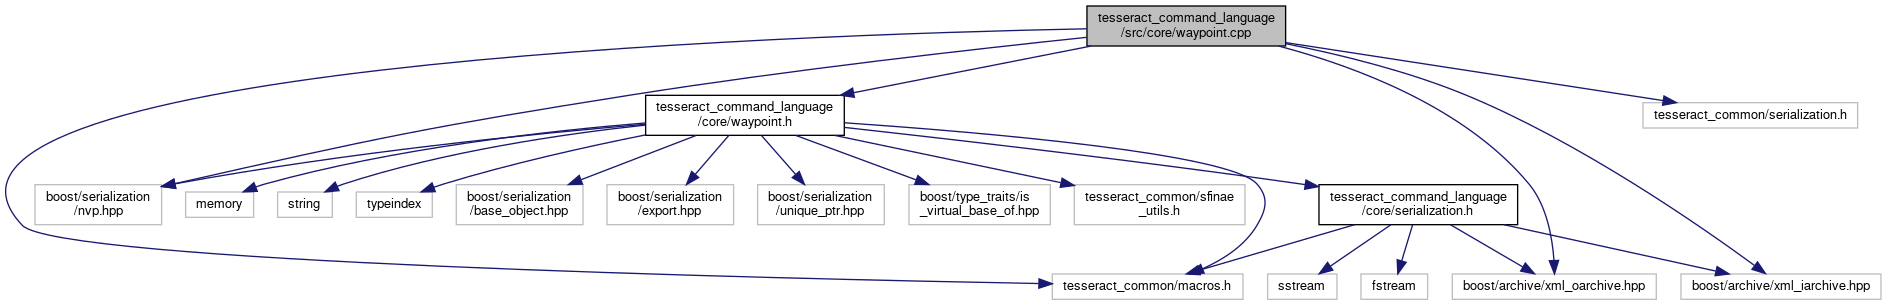 tesseract_command_language
/src/core/waypoint.cpp
tesseract_command_language
/core/waypoint.h
tesseract_common/serialization.h
boost/serialization
/nvp.hpp
memory
string
typeindex
boost/serialization
/base_object.hpp
boost/serialization
/export.hpp
boost/serialization
/unique_ptr.hpp
boost/type_traits/is
_virtual_base_of.hpp
tesseract_common/sfinae
_utils.h
tesseract_command_language
/core/serialization.h
tesseract_common/macros.h
sstream
fstream
boost/archive/xml_oarchive.hpp
boost/archive/xml_iarchive.hpp